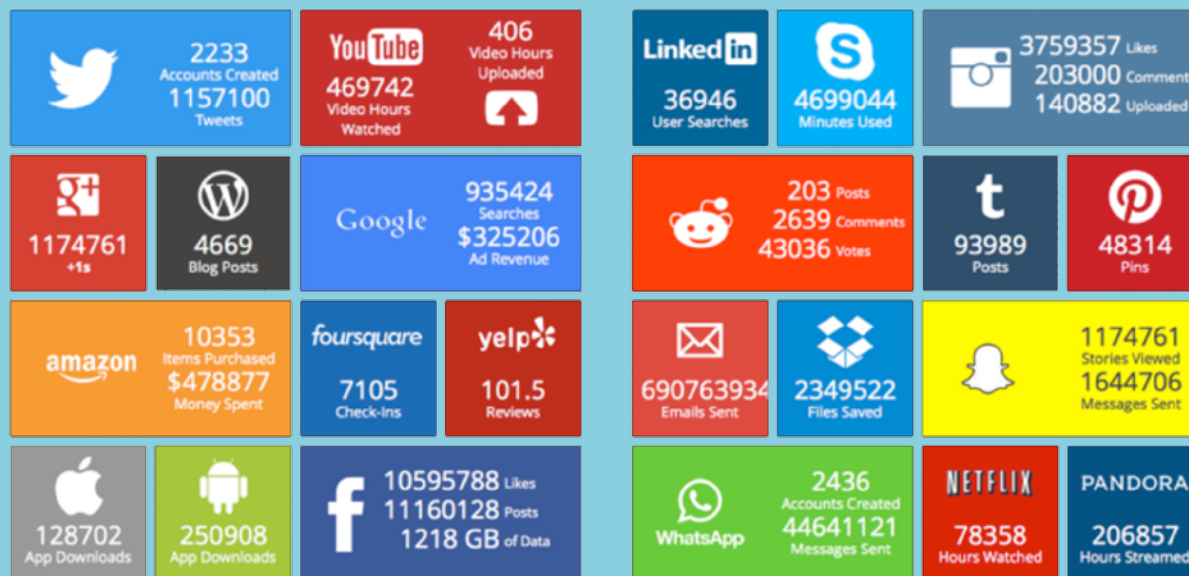 2233
Accounts Created
1157100
Tweets
YouTube
469742
Video Hours
Watched
406
Video Hours
Uploaded
Linked in
36946
User Searches
4699044
Minutes Used
3759357 Likes
203000 Comment
140882 Uploaded
g+
1174761
+1s
4669
Blog Posts
Google
935424
Searches
$325206
Ad Revenue
203 Posts
2639 Comments
43036 Votes
t
93989
Posts
48314
Pins
amazon
10353
Items Purchased
$478877
Money Spent
foursquare
7105
Check-Ins
yelp
101.5
Reviews
690763934
Emails Sent
2349522
Files Saved
1174761
Stories Viewed
1644706
Messages Sent
128702
App Downloads
250908
App Downloads
f
10595788 Likes
11160128 Posts
1218 GB of Data
WhatsApp
2436
Accounts Created
44641121
Messages Sent
NETFLIX
78358
Hours Watched
PANDORA
206857
Hours Streamed